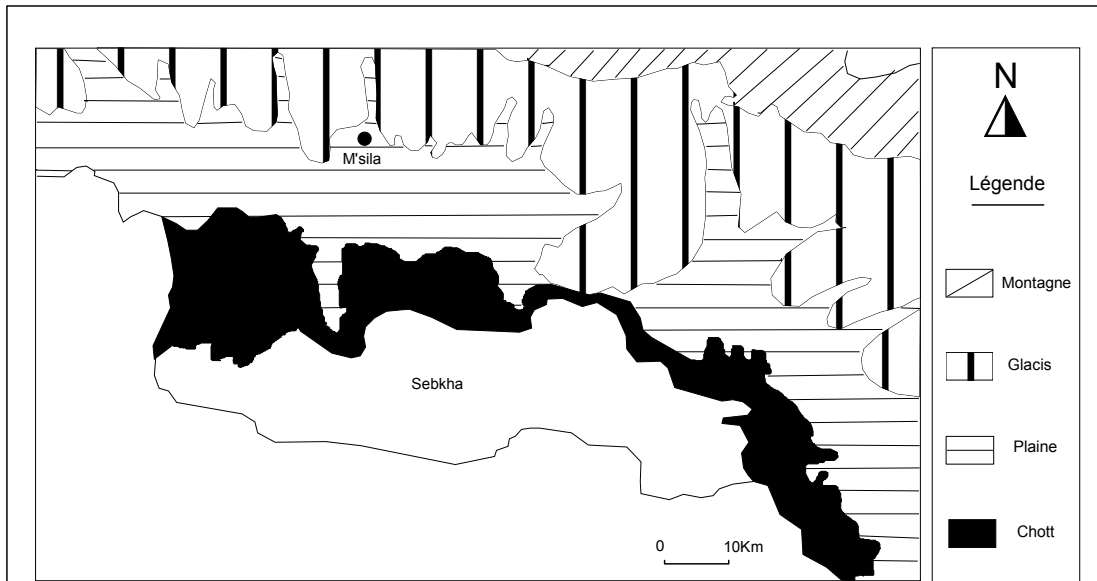 M'sila
Sebkha
0 10Km
N
Légende
Montagne
Glacis
Plaine
Chott